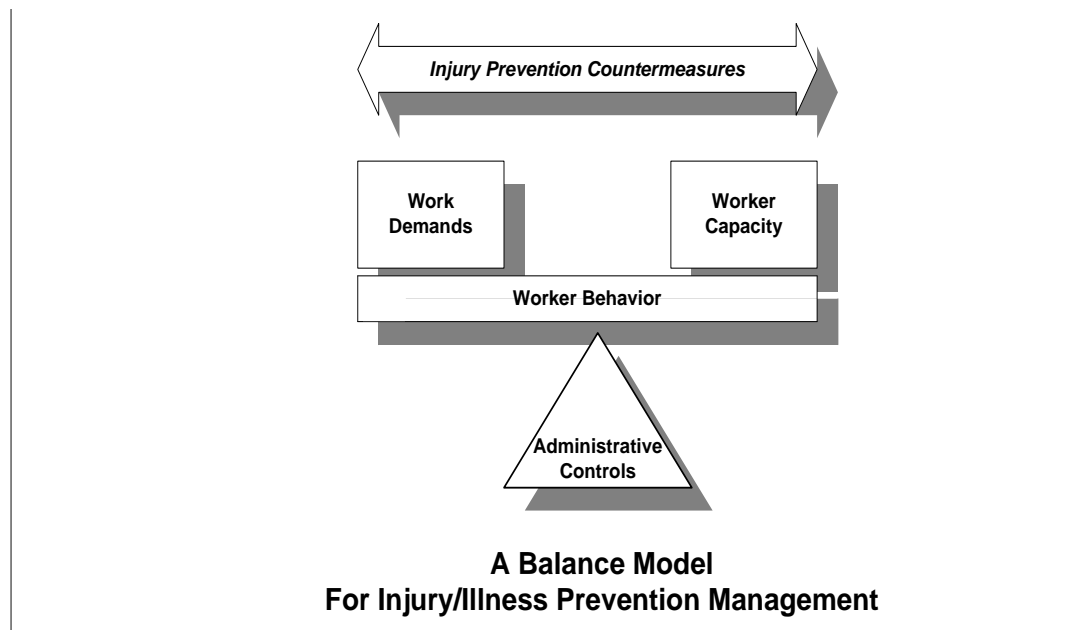 Injury Prevention Countermeasures
Work
Demands
Worker
Capacity
Worker Behavior
Administrative
Controls
A Balance Model
For Injury/Illness Prevention Management